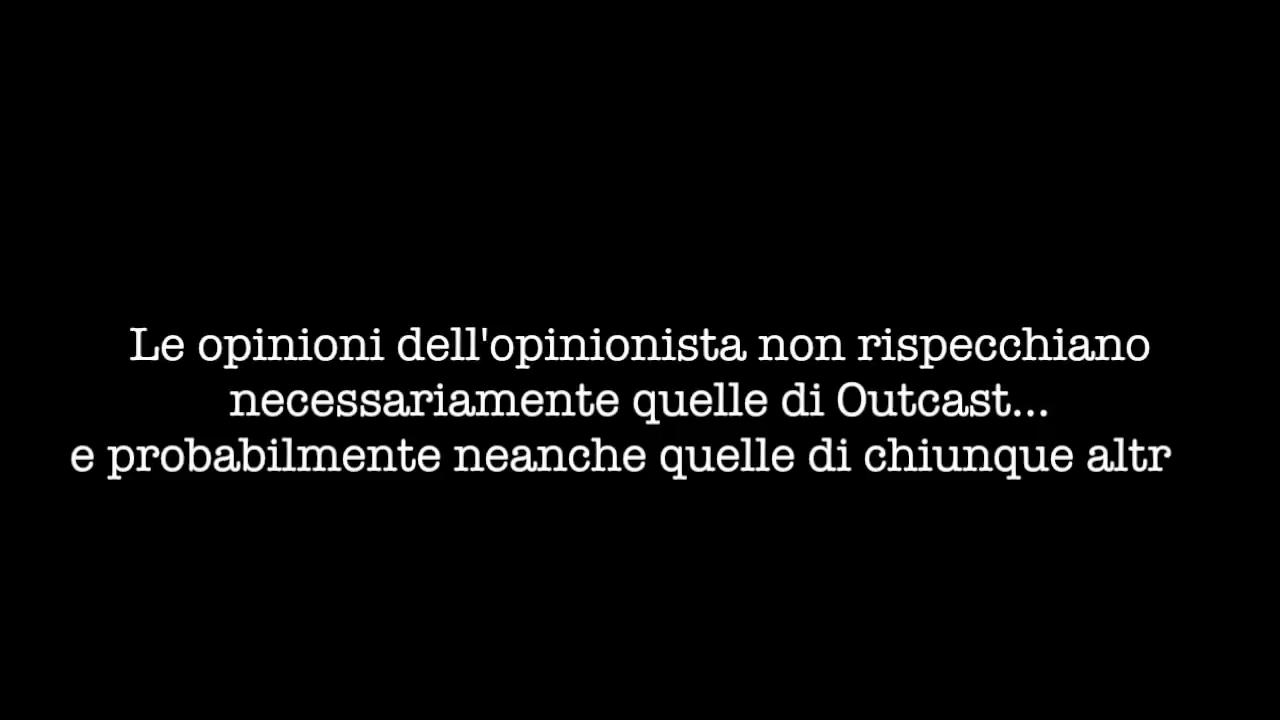 Le opinioni dell'opinionista non rispecchiano
necessariamente quelle di Outcast...
e probabilmente neanche quelle di chiunque altr